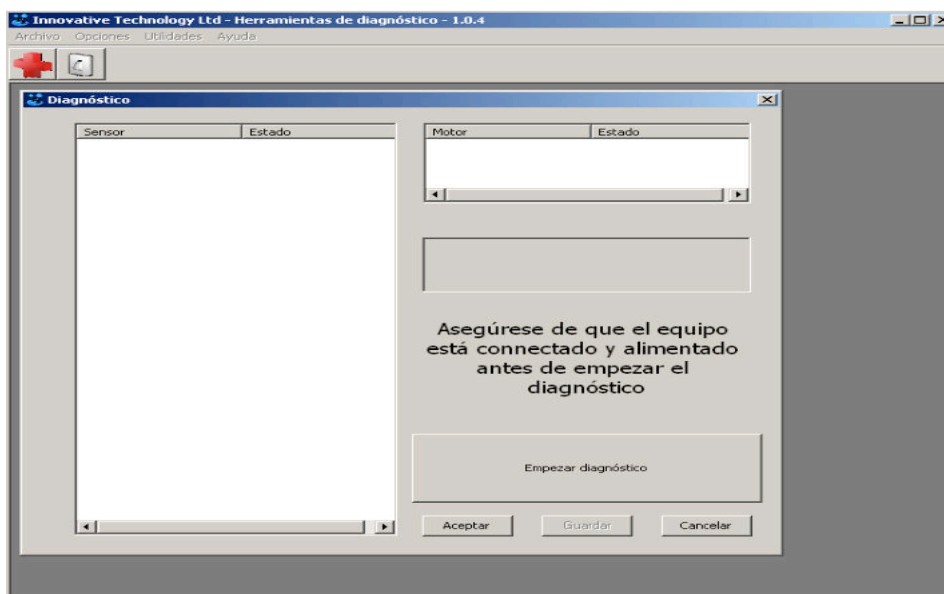 Innovative Technology Ltd - Herramientas de diagnóstico - 1.0.4
Archivo Opciones Utilidades Ayuda
Diagnóstico
Sensor Estado
Motor Estado
Asegúrese de que el equipo
está connectado y alimentado
antes de empezar el
diagnóstico
Empezar diagnóstico
Aceptar Guardar Cancelar